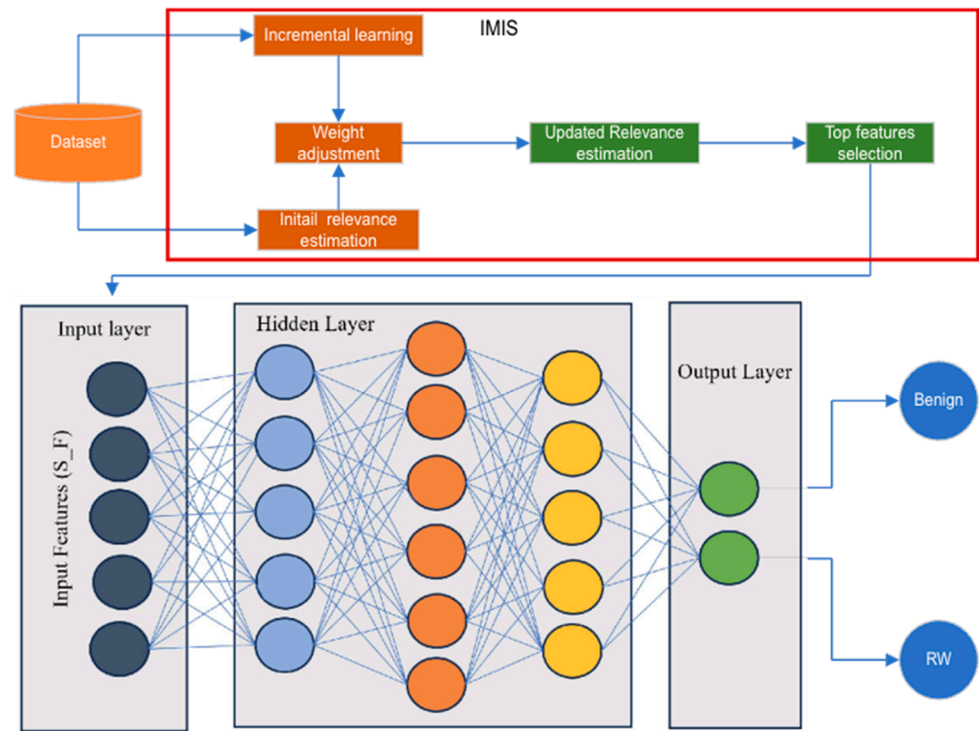 IMIS
Incremental learning
Dataset
Weight
adjustment
Updated Relevance
estimation
Top features
selection
Initail relevance
estimation
Input layer
Input Features (S_F)
Hidden Layer
Output Layer
Benign
RW